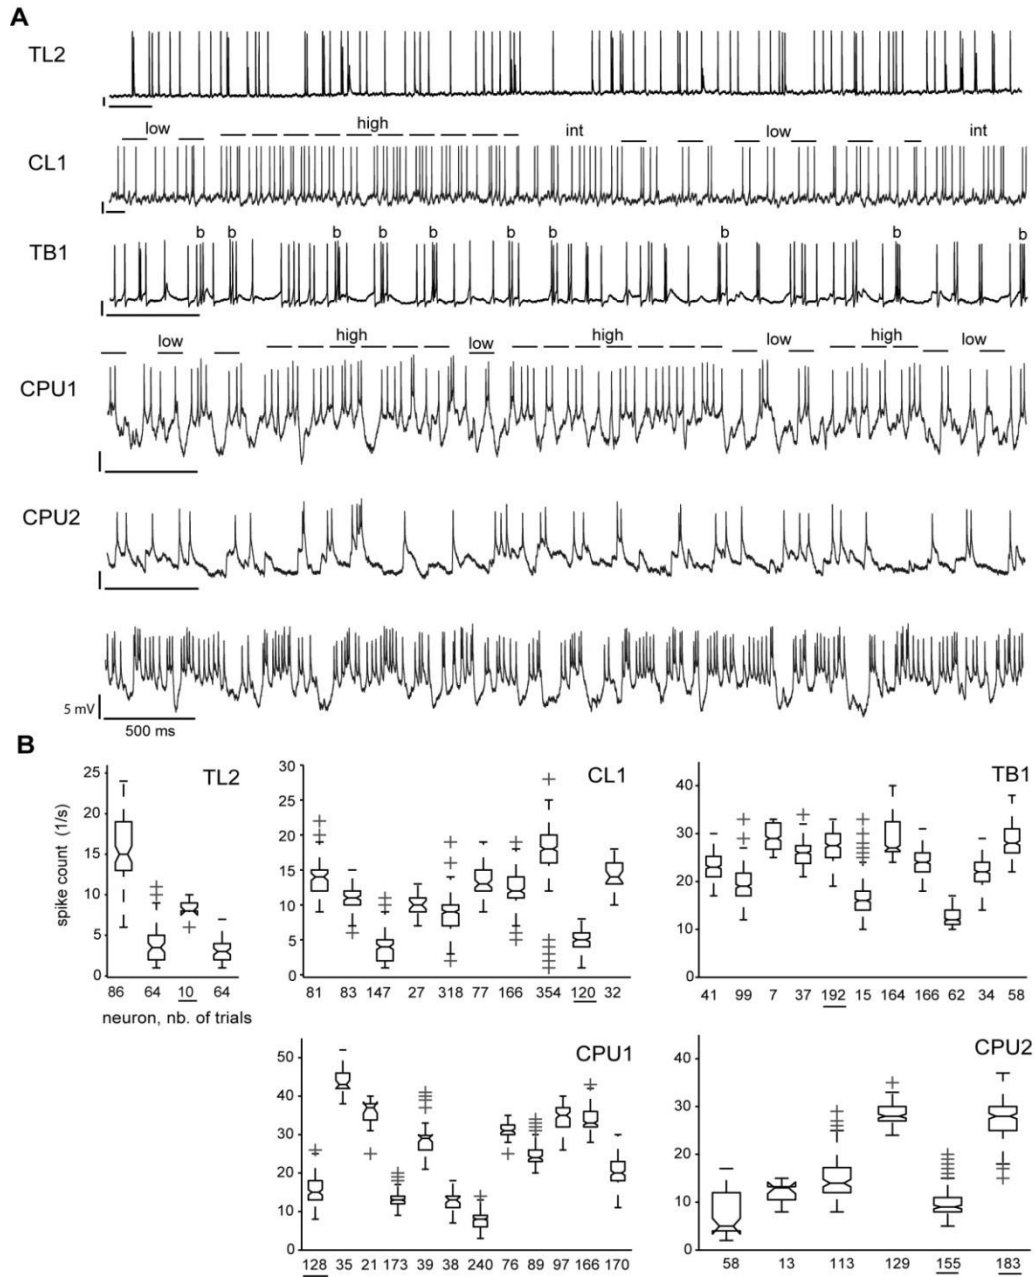 A
TL2
low high int low int
CL1
b b b b b b b b b b
TB1
low high low high low high low
CPU1
CPU2
5 mV
500 ms
B
TL2
25
20
15
10
5
0
spike count (1/s)
86 64 10 64
neuron, nb. of trials
CL1
30
25
20
15
10
5
0
81 83 147 27 318 77 166 354 120 32
TB1
40
30
20
10
0
41 99 7 37 192 15 164 166 62 34 58
CPU1
50
40
30
20
10
0
128 35 21 173 39 38 240 76 89 97 166 170
CPU2
40
30
20
10
0
58 13 113 129 155 183